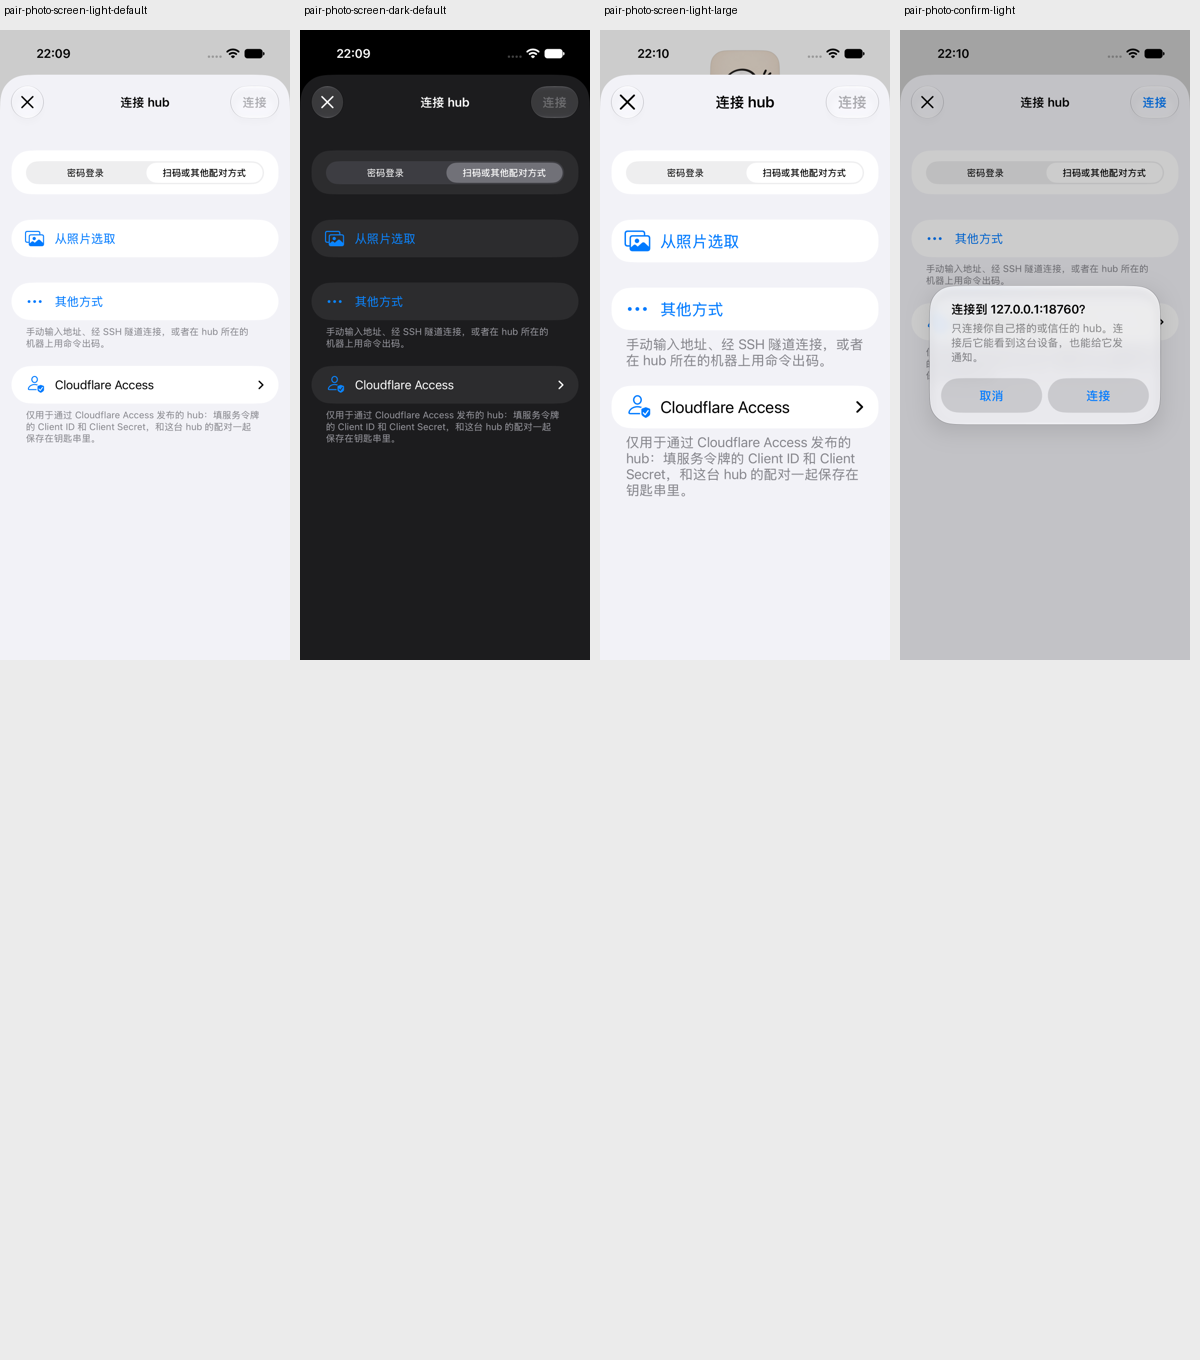 pair-photo-screen-light-default
22:09
连接 hub
连接
密码登录
扫码或其他配对方式
从照片选取
其他方式
手动输入地址、经 SSH 隧道连接，或者在 hub 所在的
机器上用命令出码。
Cloudflare Access
仅用于通过 Cloudflare Access 发布的 hub：填服务令牌
的 Client ID 和 Client Secret，和这台 hub 的配对一起
保存在钥匙串里。
pair-photo-screen-dark-default
22:09
连接 hub
连接
密码登录
扫码或其他配对方式
从照片选取
其他方式
手动输入地址、经 SSH 隧道连接，或者在 hub 所在的
机器上用命令出码。
Cloudflare Access
仅用于通过 Cloudflare Access 发布的 hub：填服务令牌
的 Client ID 和 Client Secret，和这台 hub 的配对一起
保存在钥匙串里。
pair-photo-screen-light-large
22:10
连接 hub
连接
密码登录
扫码或其他配对方式
从照片选取
其他方式
手动输入地址、经 SSH 隧道连接，或者
在 hub 所在的机器上用命令出码。
Cloudflare Access
仅用于通过 Cloudflare Access 发布的
hub：填服务令牌的 Client ID 和 Client
Secret，和这台 hub 的配对一起保存在
钥匙串里。
pair-photo-confirm-light
22:10
连接 hub
连接
密码登录
扫码或其他配对方式
其他方式
手动输入地址、经 SSH 隧道连接，或者在 hub 所在的
机器上用命令出码。
连接到 127.0.0.1:18760?
只连接你自己搭的或信任的 hub。连
接后它能看到这台设备，也能给它发
通知。
取消
连接